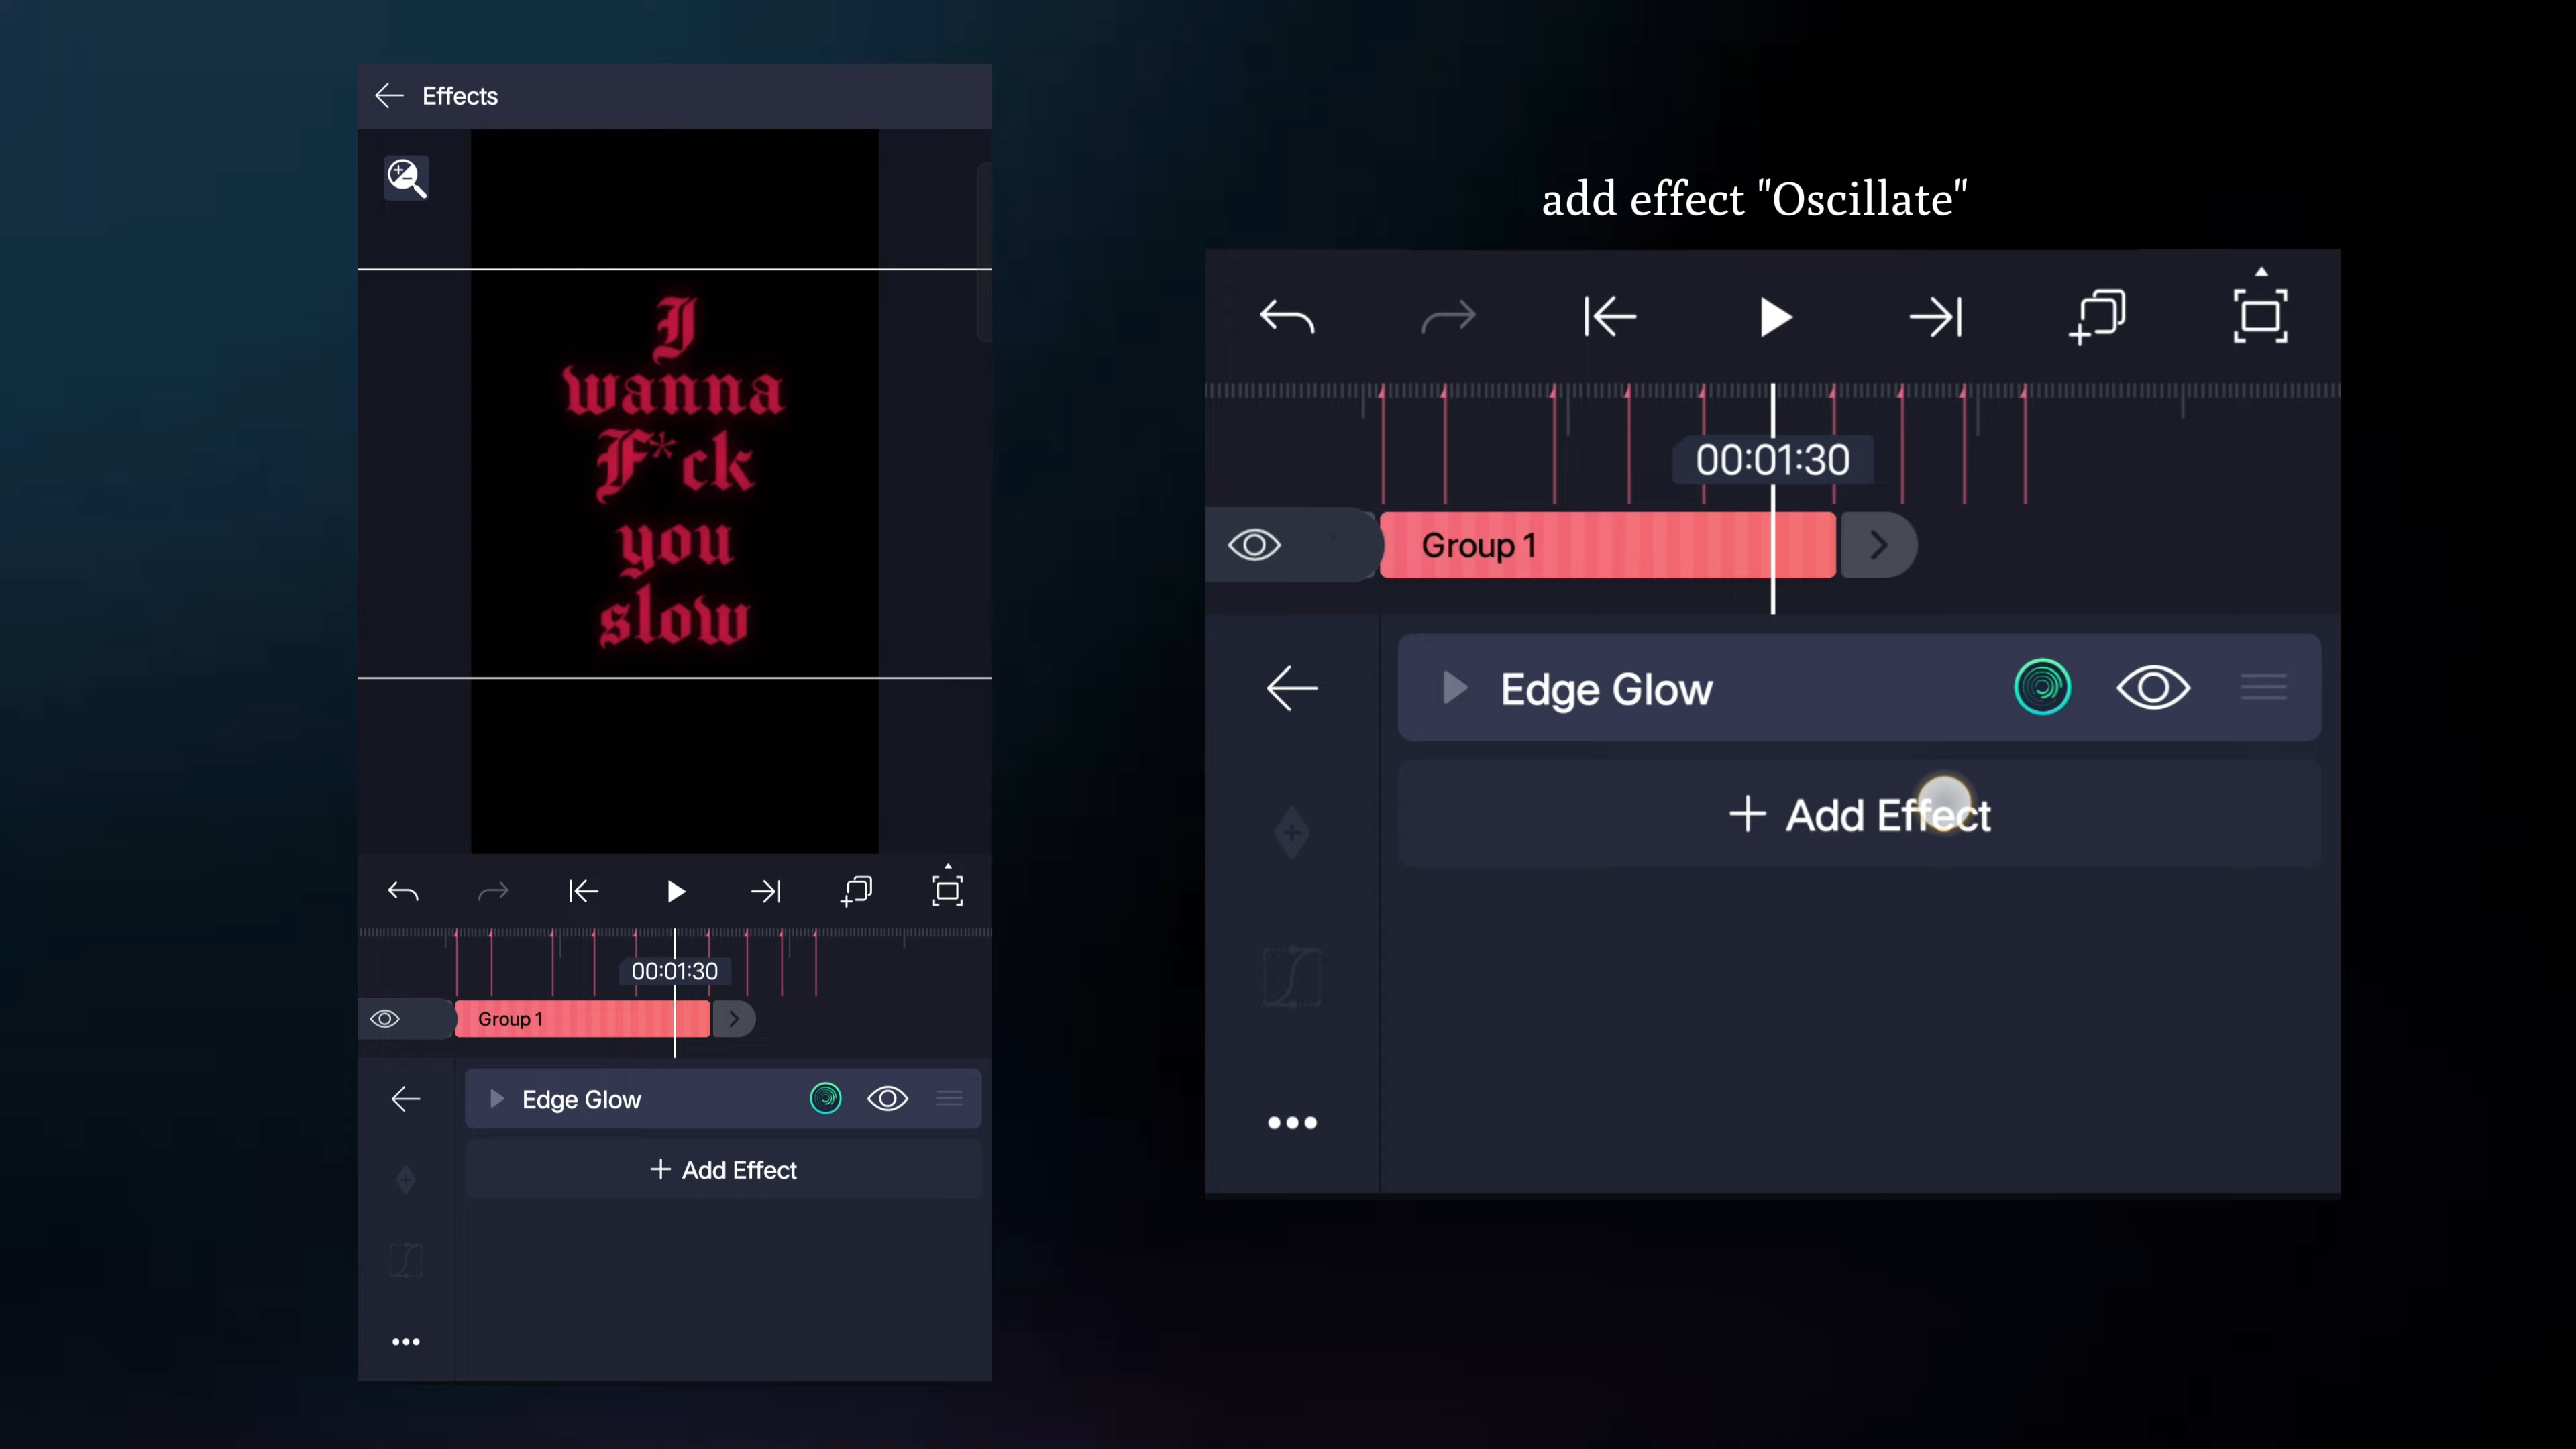 Effects
I
wanna
F*ck
you
slow
00:01:30
Group 1
Edge Glow
+ Add Effect
add effect "Oscillate"
00:01:30
Group 1
Edge Glow
+ Add Effect